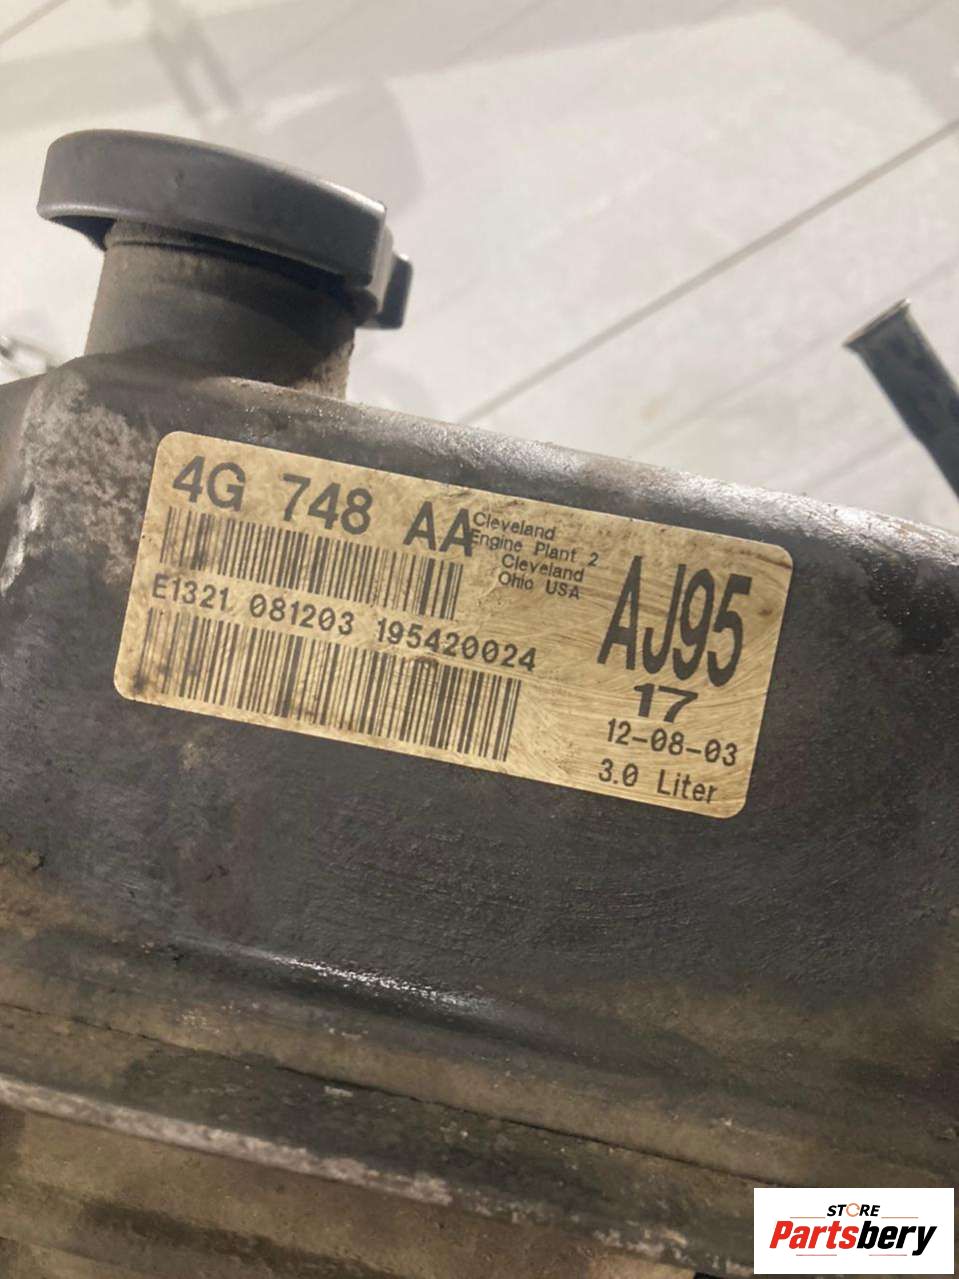 4G 748 AA
Cleveland
Engine Plant 2
Cleveland
Ohio USA
E1321 081203 195420024
AJ95
17
12-08-03
3.0 Liter
STORE
Partsbery